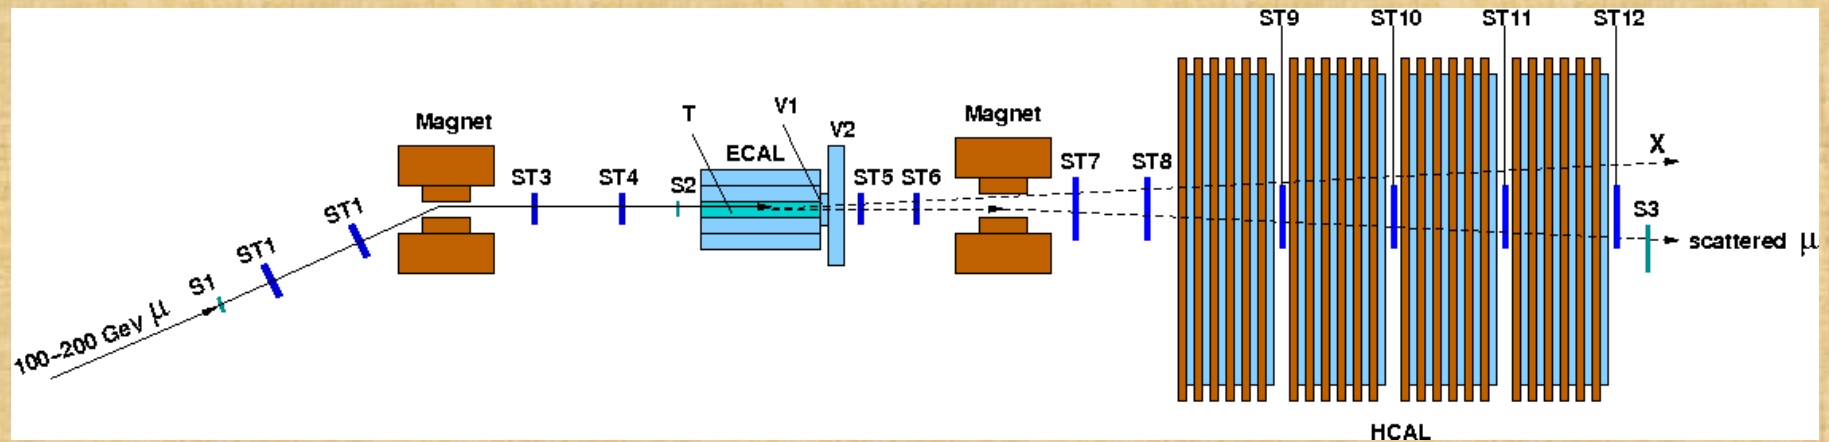 ST9
ST10
ST11
ST12
Magnet
T
V1
V2
Magnet
X
ECAL
ST3
ST4
S2
ST5
ST6
ST7
ST8
S3
ST1
ST1
S1
100-200 GeV μ
scattered μ
HCAL